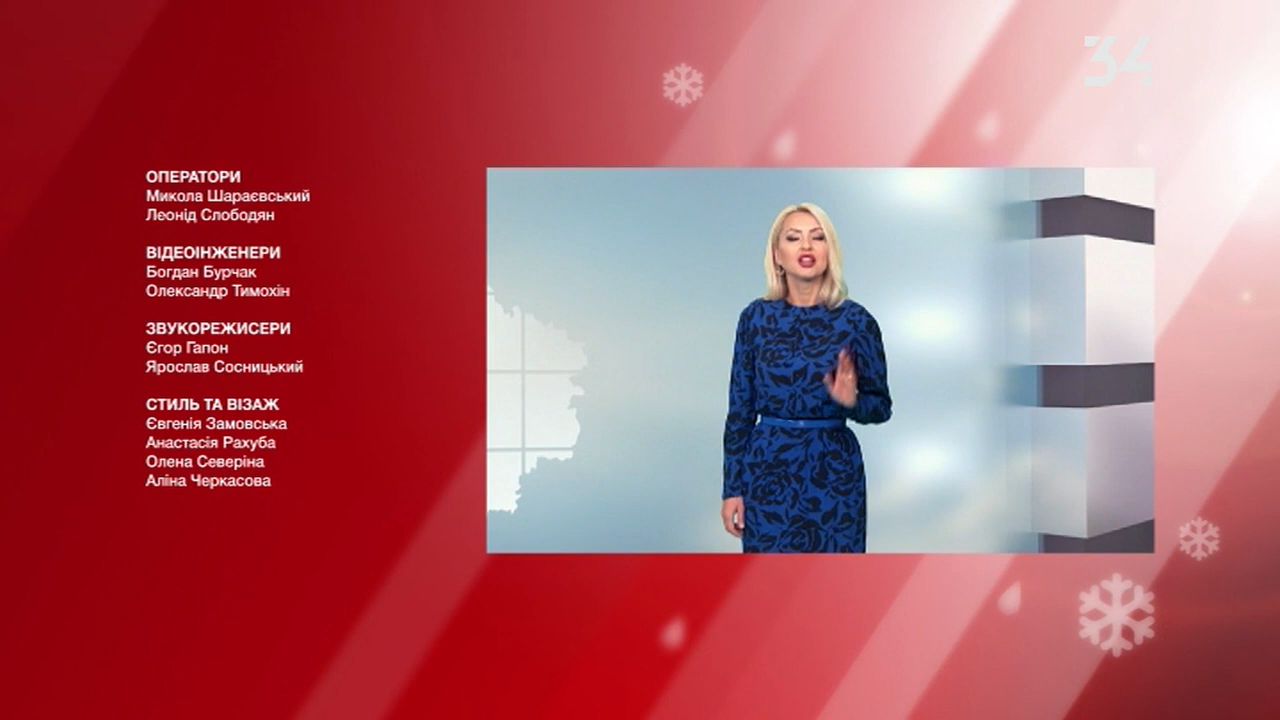 34
ОПЕРАТОРИ
Микола Шараєвський
Леонід Слободян
ВІДЕОІНЖЕНЕРИ
Богдан Бурчак
Олександр Тимохін
ЗВУКОРЕЖИСЕРИ
Єгор Гапон
Ярослав Сосницький
СТИЛЬ ТА ВІЗАЖ
Євгенія Замовська
Анастасія Рахуба
Олена Северіна
Аліна Черкасова